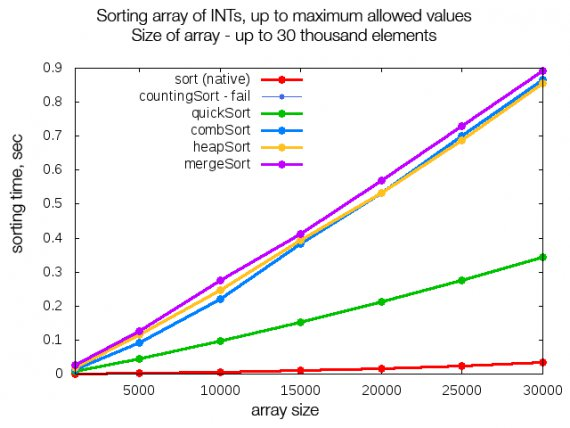 Sorting array of INTs, up to maximum allowed values
Size of array - up to 30 thousand elements
sorting time, sec
0.9
0.8
0.7
0.6
0.5
0.4
0.3
0.2
0.1
0
sort (native)
countingSort - fail
quickSort
combSort
heapSort
mergeSort
5000 10000 15000 20000 25000 30000
array size